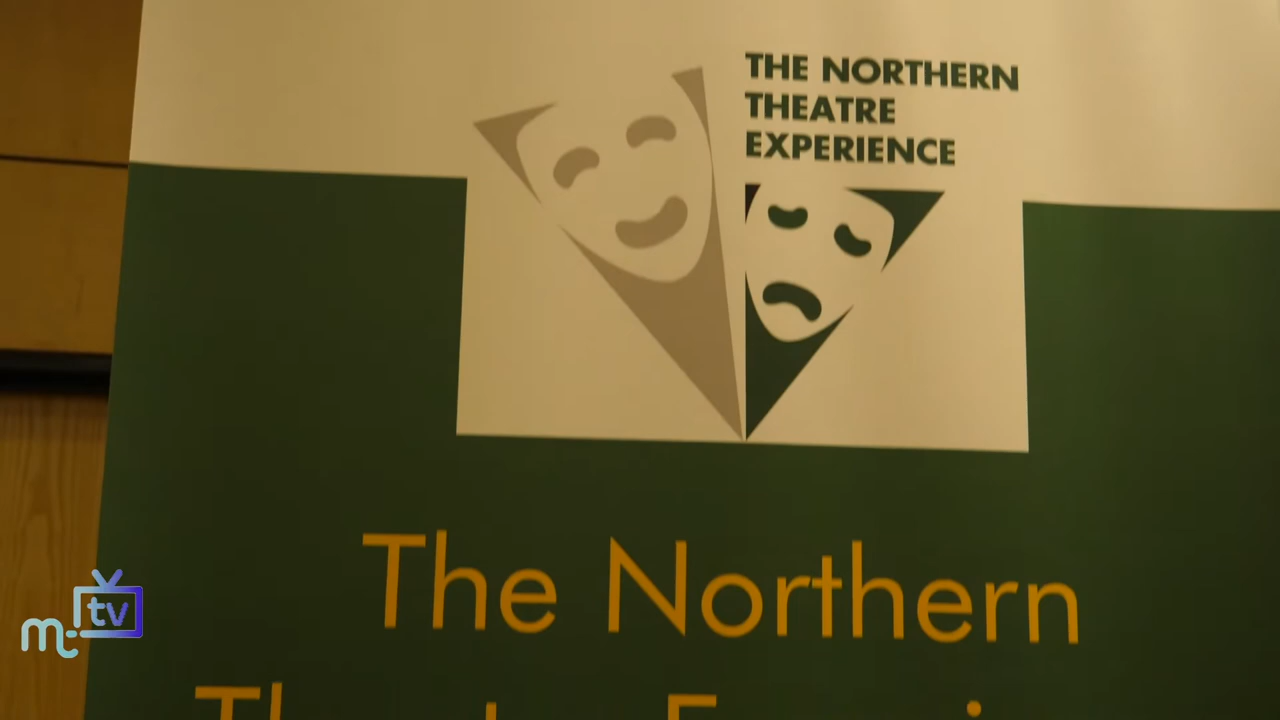 THE NORTHERN
THEATRE
EXPERIENCE
The Northern
m tv